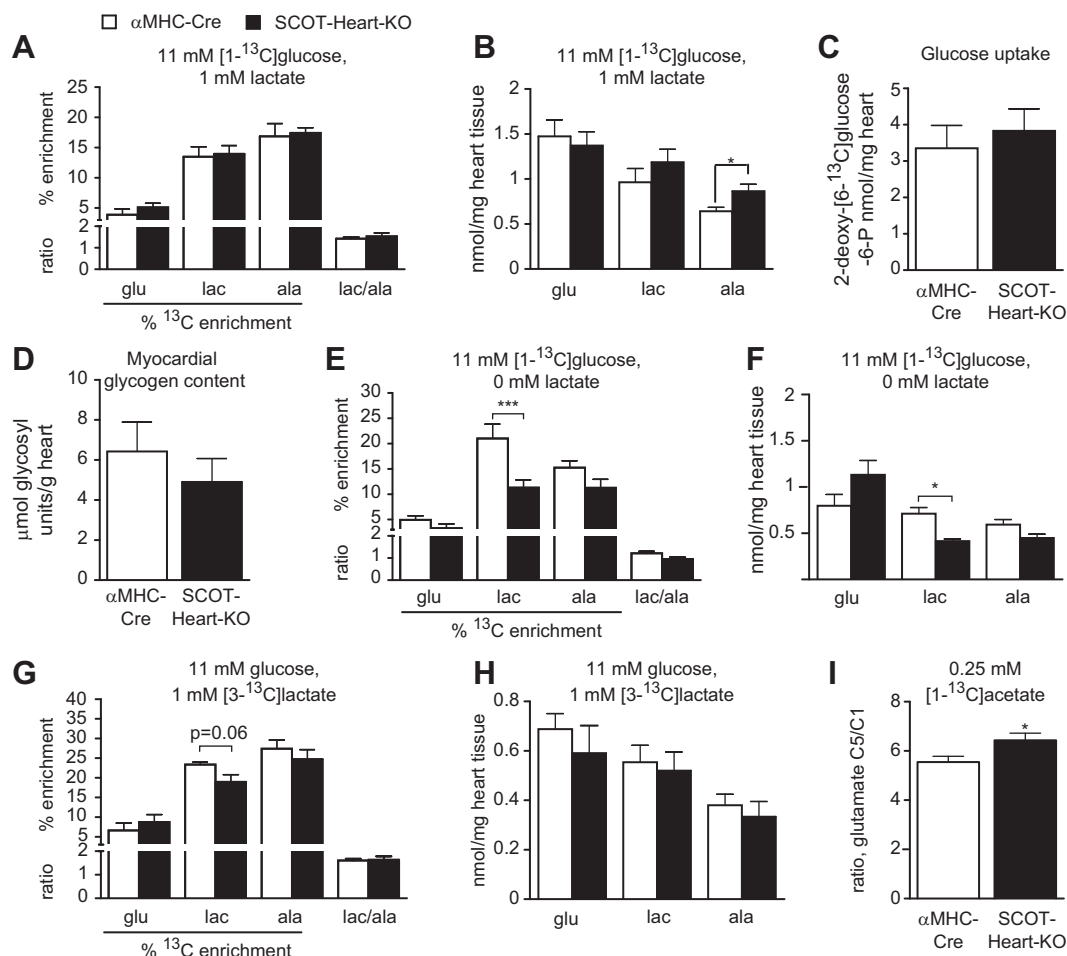 αMHC-Cre SCOT-Heart-KO
A
11 mM [1-¹³C]glucose,
1 mM lactate
% enrichment
ratio
25
20
15
10
5
2
1
0
glu lac ala lac/ala
% ¹³C enrichment
B
11 mM [1-¹³C]glucose,
1 mM lactate
nmol/mg heart tissue
2
1.5
1
0.5
0
*
glu lac ala
C
Glucose uptake
2-deoxy-[6-¹³C]glucose
-6-P nmol/mg heart
5
4
3
2
1
0
αMHC- SCOT-
Cre Heart-KO
D
Myocardial
glycogen content
μmol glycosyl
units/g heart
10
8
6
4
2
0
αMHC- SCOT-
Cre Heart-KO
E
11 mM [1-¹³C]glucose,
0 mM lactate
% enrichment
ratio
30
25
20
15
10
5
2
1
0
***
glu lac ala lac/ala
% ¹³C enrichment
F
11 mM [1-¹³C]glucose,
0 mM lactate
nmol/mg heart tissue
2
1.5
1
0.5
*
glu lac ala
G
11 mM glucose,
1 mM [3-¹³C]lactate
% enrichment
ratio
40
35
30
25
20
15
10
5
2
1
0
p=0.06
glu lac ala lac/ala
% ¹³C enrichment
H
11 mM glucose,
1 mM [3-¹³C]lactate
nmol/mg heart tissue
0.8
0.6
0.4
0.2
0
glu lac ala
I
0.25 mM
[1-¹³C]acetate
ratio, glutamate C5/C1
8
6
4
2
0
*
αMHC- SCOT-
Cre Heart-KO